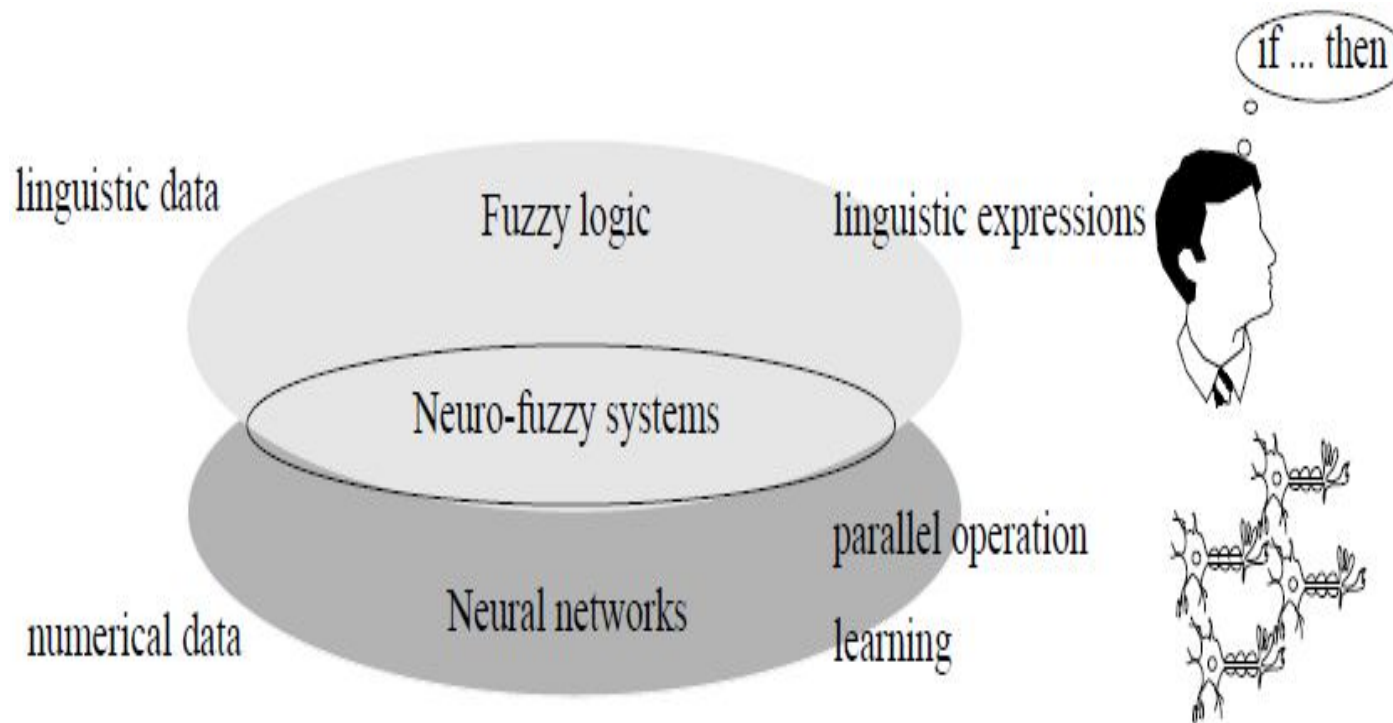 if ... then
linguistic data
Fuzzy logic
linguistic expressions
Neuro-fuzzy systems
parallel operation
Neural networks
numerical data
learning